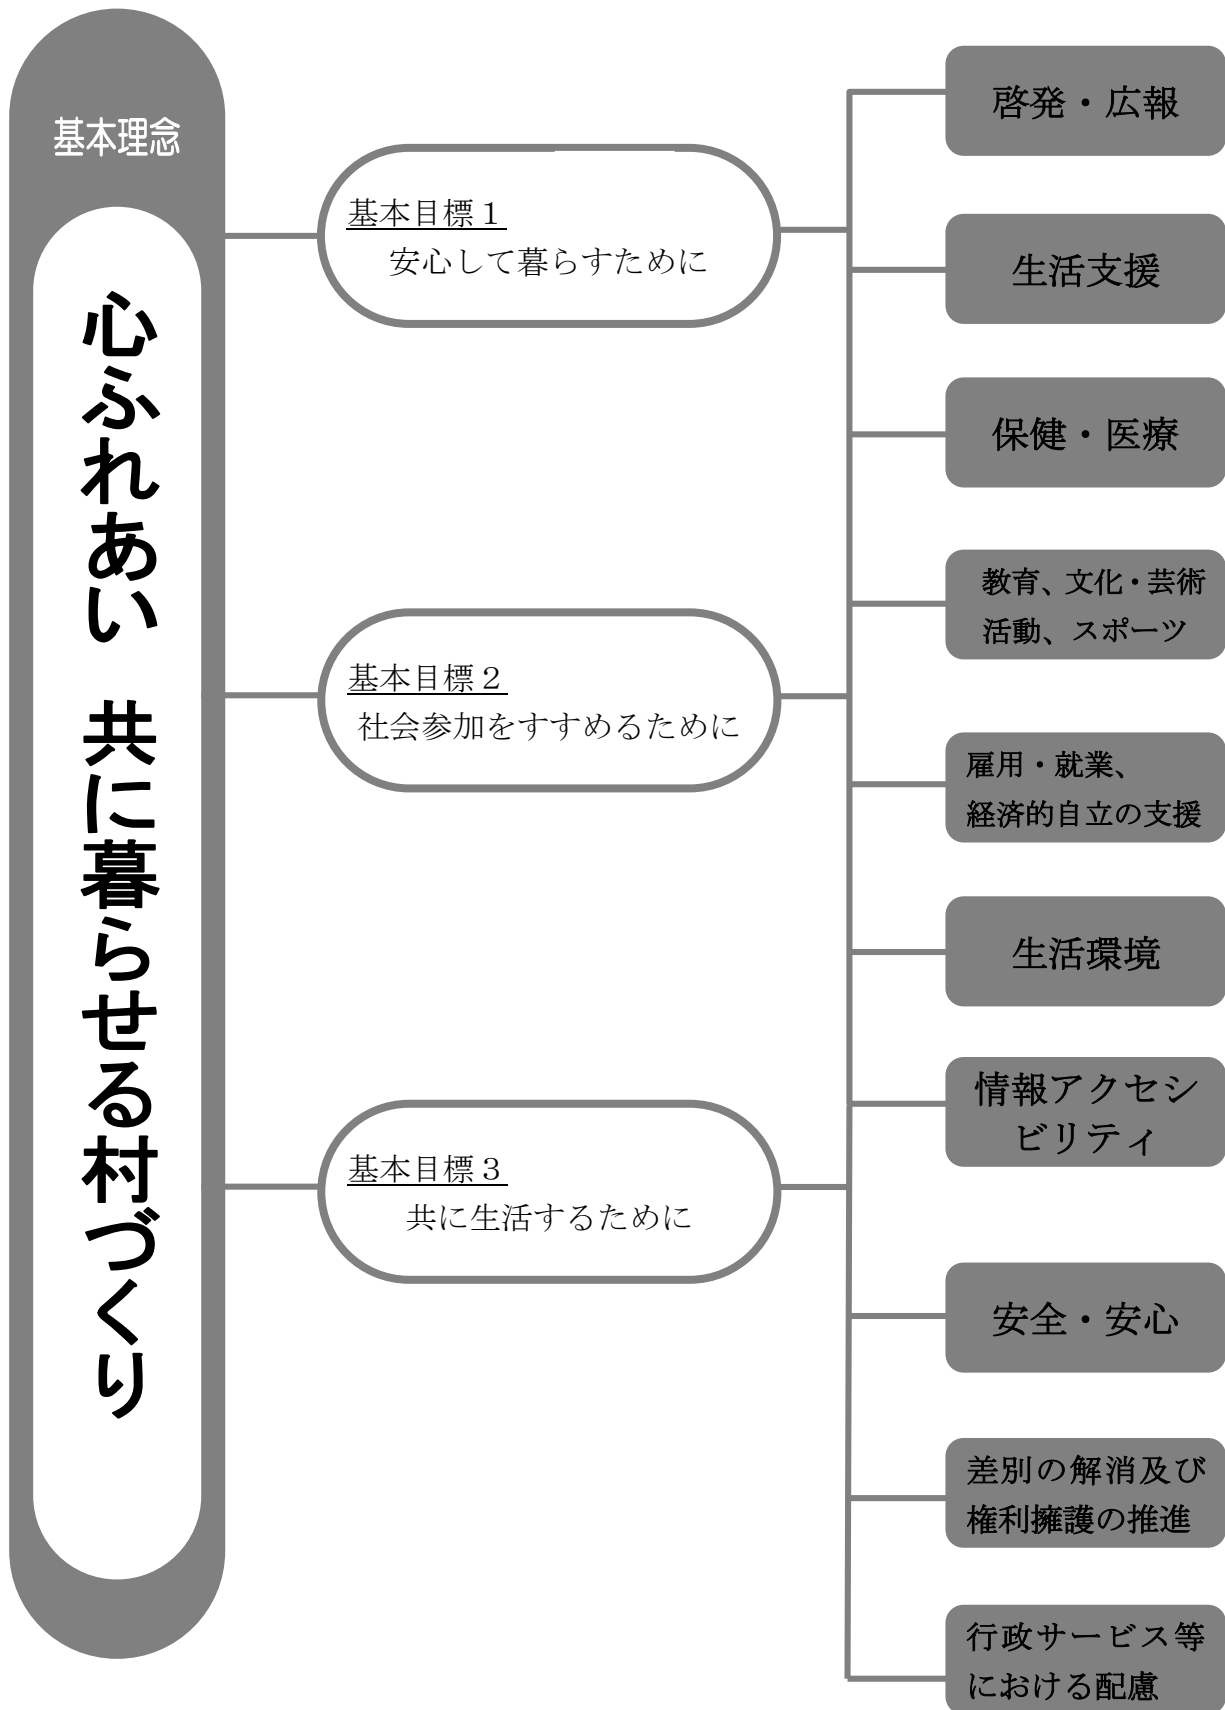 基本理念
心ふれあい　共に暮らせる村づくり
基本目標１
安心して暮らすために
基本目標２
社会参加をすすめるために
基本目標３
共に生活するために
啓発・広報
生活支援
保健・医療
教育、文化・芸術
活動、スポーツ
雇用・就業、
経済的自立の支援
生活環境
情報アクセシ
ビリティ
安全・安心
差別の解消及び
権利擁護の推進
行政サービス等
における配慮